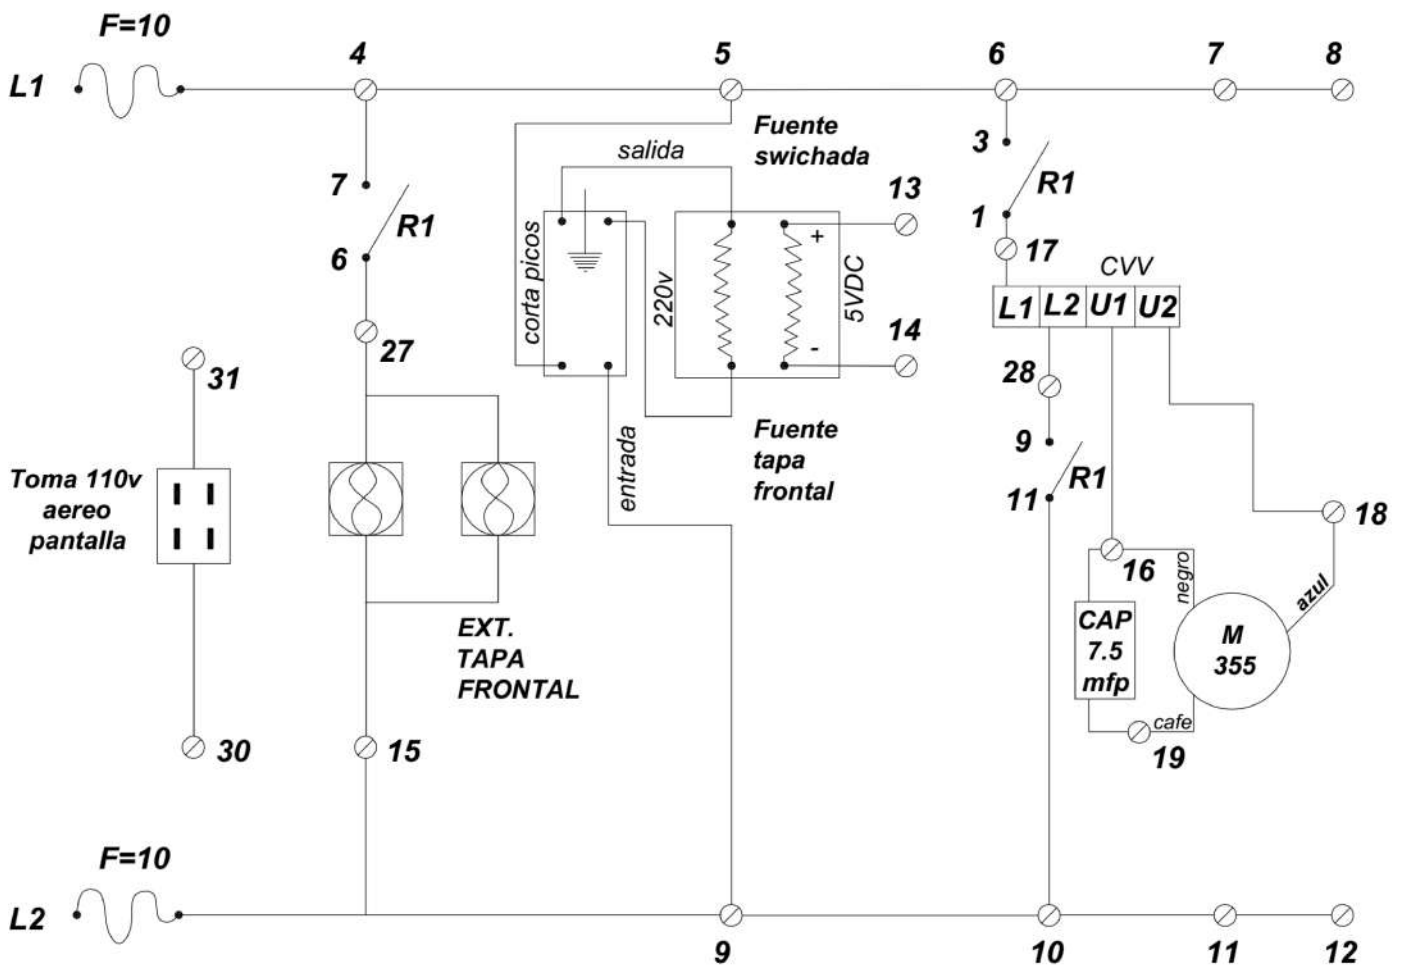 F=10
L1
4
5
6
7
8
Fuente
swichada
salida
3
R1
1
17
7
R1
6
13
corta picos
220v
+
-
5VDC
14
CVV
L1 L2 U1 U2
27
31
28
9
R1
11
Toma 110v
aereo
pantalla
entrada
Fuente
tapa
frontal
18
16
negro
azul
CAP
7.5
mfp
M
355
cafe
19
EXT.
TAPA
FRONTAL
30
15
F=10
L2
9
10
11
12